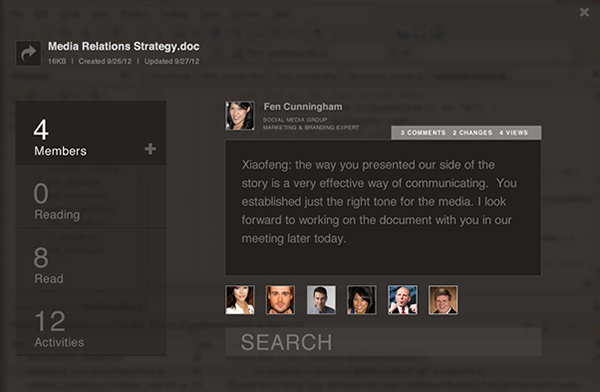 Media Relations Strategy.doc
16KB | Created 9/26/12 | Updated 9/27/12
4
Members
+
0
Reading
8
Read
12
Activities
Fen Cunningham
SOCIAL MEDIA GROUP
MARKETING & BRANDING EXPERT
3 COMMENTS 2 CHANGES 4 VIEWS
Xiaofeng: the way you presented our side of the
story is a very effective way of communicating. You
established just the right tone for the media. I look
forward to working on the document with you in our
meeting later today.
SEARCH